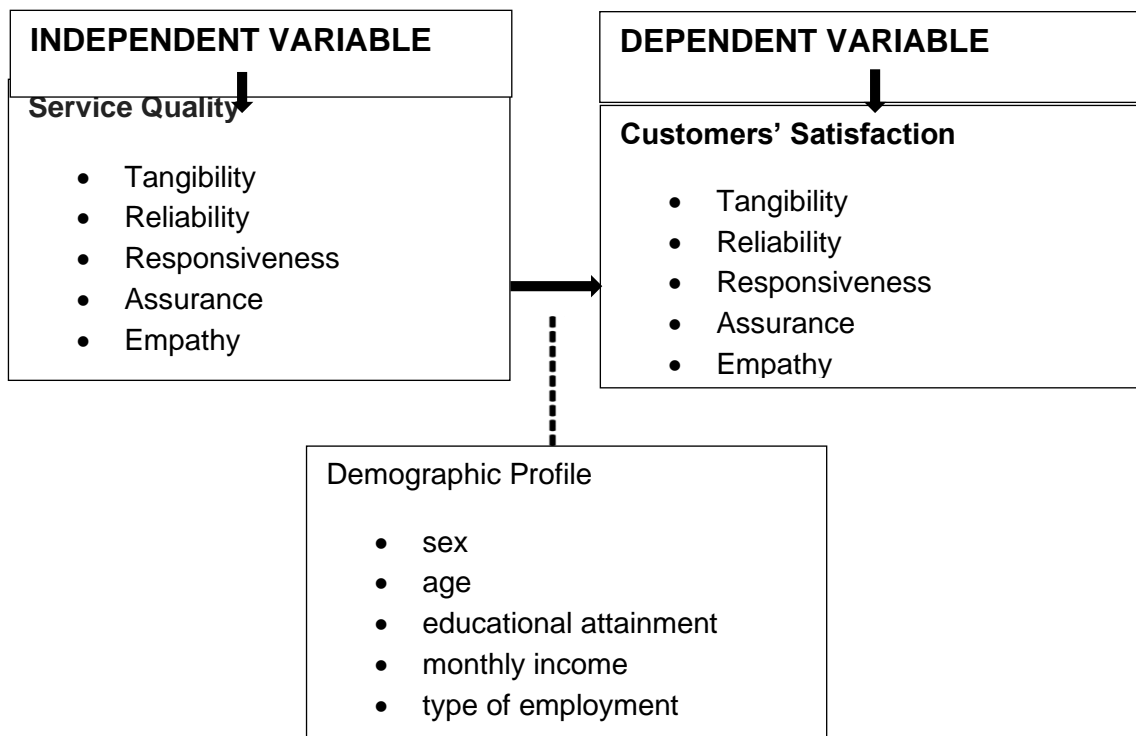 INDEPENDENT VARIABLE
Service Quality
• Tangibility
• Reliability
• Responsiveness
• Assurance
• Empathy
DEPENDENT VARIABLE
Customers’ Satisfaction
• Tangibility
• Reliability
• Responsiveness
• Assurance
• Empathy
Demographic Profile
• sex
• age
• educational attainment
• monthly income
• type of employment